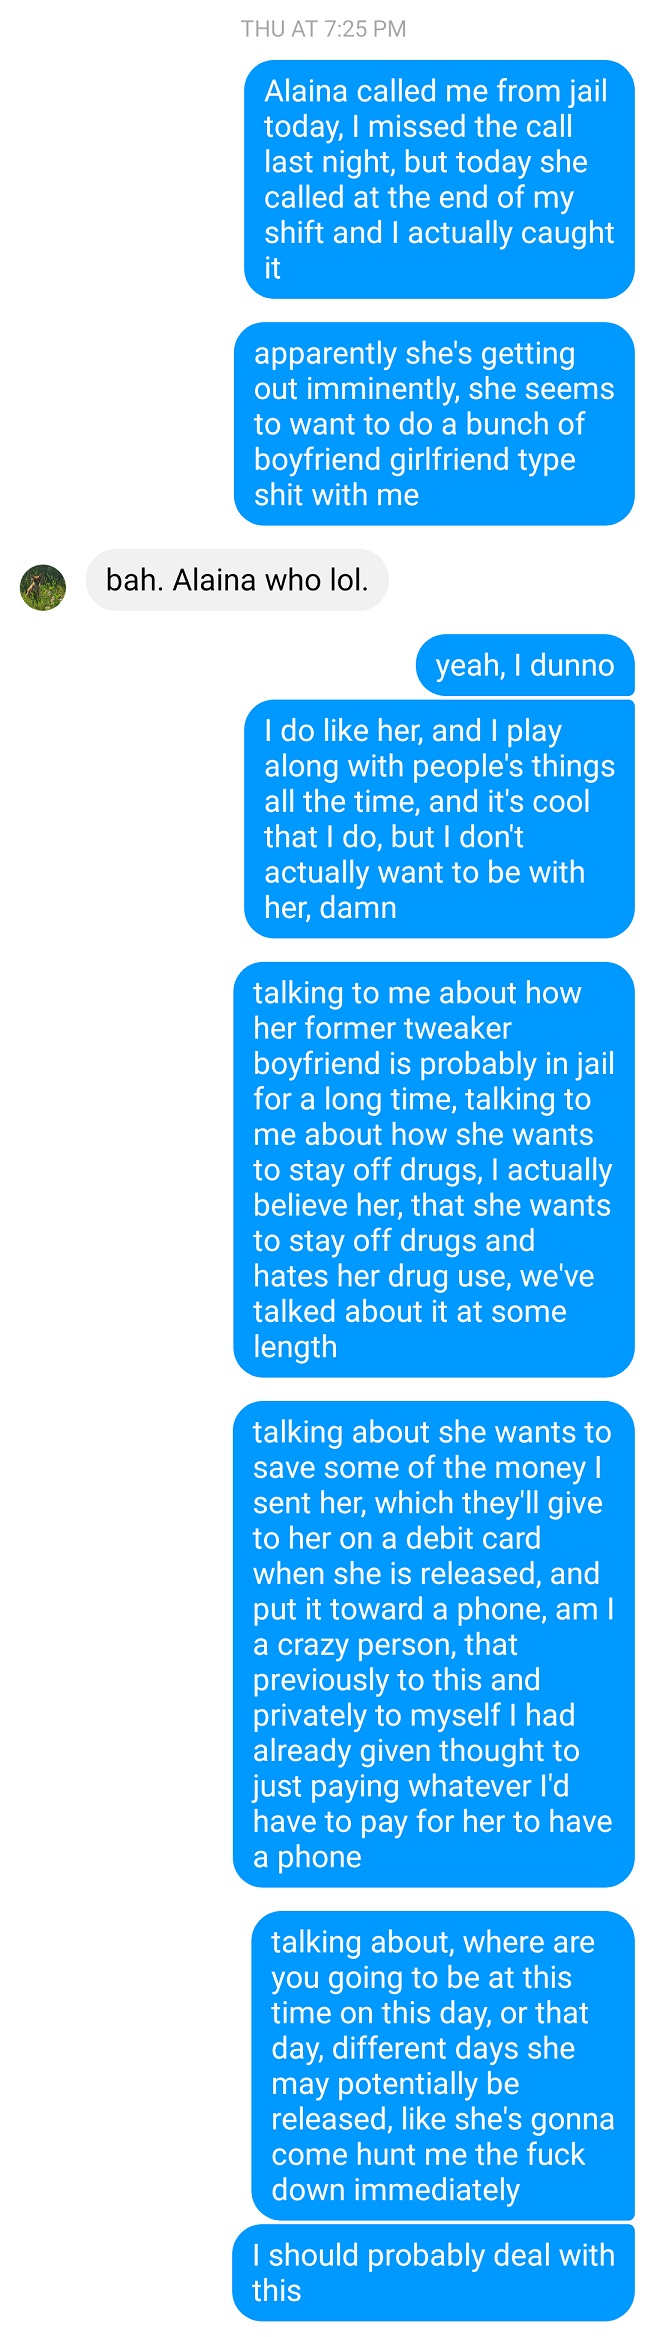 THU AT 7:25 PM
Alaina called me from jail
today, I missed the call
last night, but today she
called at the end of my
shift and I actually caught
it
apparently she's getting
out imminently, she seems
to want to do a bunch of
boyfriend girlfriend type
shit with me
bah. Alaina who lol.
yeah, I dunno
I do like her, and I play
along with people's things
all the time, and it's cool
that I do, but I don't
actually want to be with
her, damn
talking to me about how
her former tweaker
boyfriend is probably in jail
for a long time, talking to
me about how she wants
to stay off drugs, I actually
believe her, that she wants
to stay off drugs and
hates her drug use, we've
talked about it at some
length
talking about she wants to
save some of the money I
sent her, which they'll give
to her on a debit card
when she is released, and
put it toward a phone, am I
a crazy person, that
previously to this and
privately to myself I had
already given thought to
just paying whatever I'd
have to pay for her to have
a phone
talking about, where are
you going to be at this
time on this day, or that
day, different days she
may potentially be
released, like she's gonna
come hunt me the fuck
down immediately
I should probably deal with
this